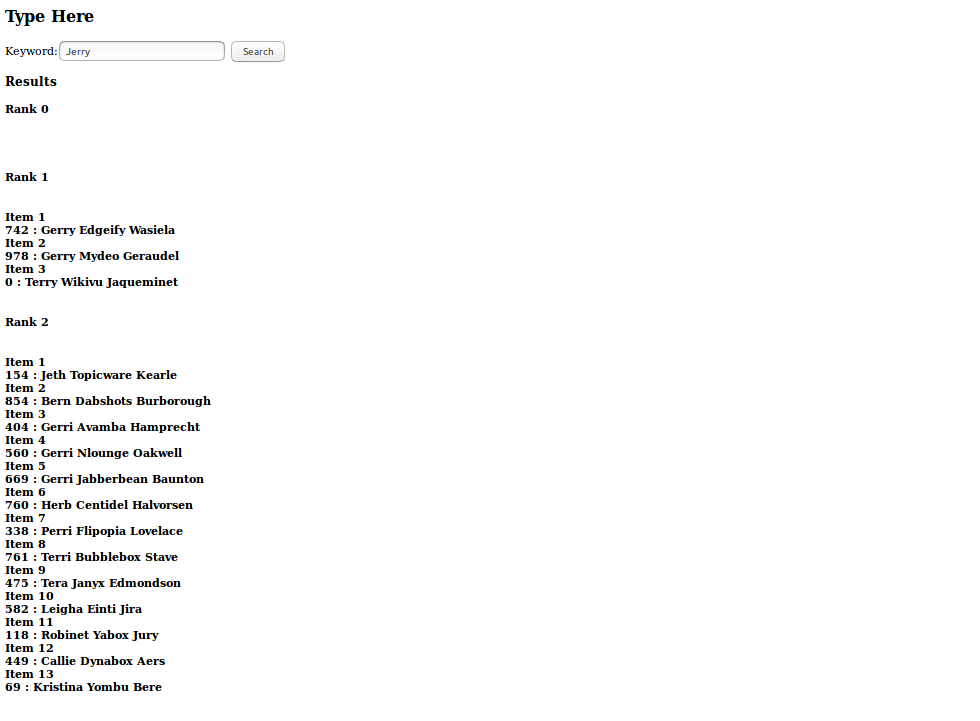 Type Here
Keyword: Jerry Search
Results
Rank 0
Rank 1
Item 1
742 : Gerry Edgeify Wasiela
Item 2
978 : Gerry Mydeo Geraudel
Item 3
0 : Terry Wikivu Jaqueminet
Rank 2
Item 1
154 : Jeth Topicware Kearle
Item 2
854 : Bern Dabshots Burborough
Item 3
404 : Gerri Avamba Hamprecht
Item 4
560 : Gerri Nlounge Oakwell
Item 5
669 : Gerri Jabberbean Baunton
Item 6
760 : Herb Centidel Halvorsen
Item 7
338 : Perri Flipopia Lovelace
Item 8
761 : Terri Bubblebox Stave
Item 9
475 : Tera Janyx Edmondson
Item 10
582 : Leigha Einti Jira
Item 11
118 : Robinet Yabox Jury
Item 12
449 : Callie Dynabox Aers
Item 13
69 : Kristina Yombu Bere